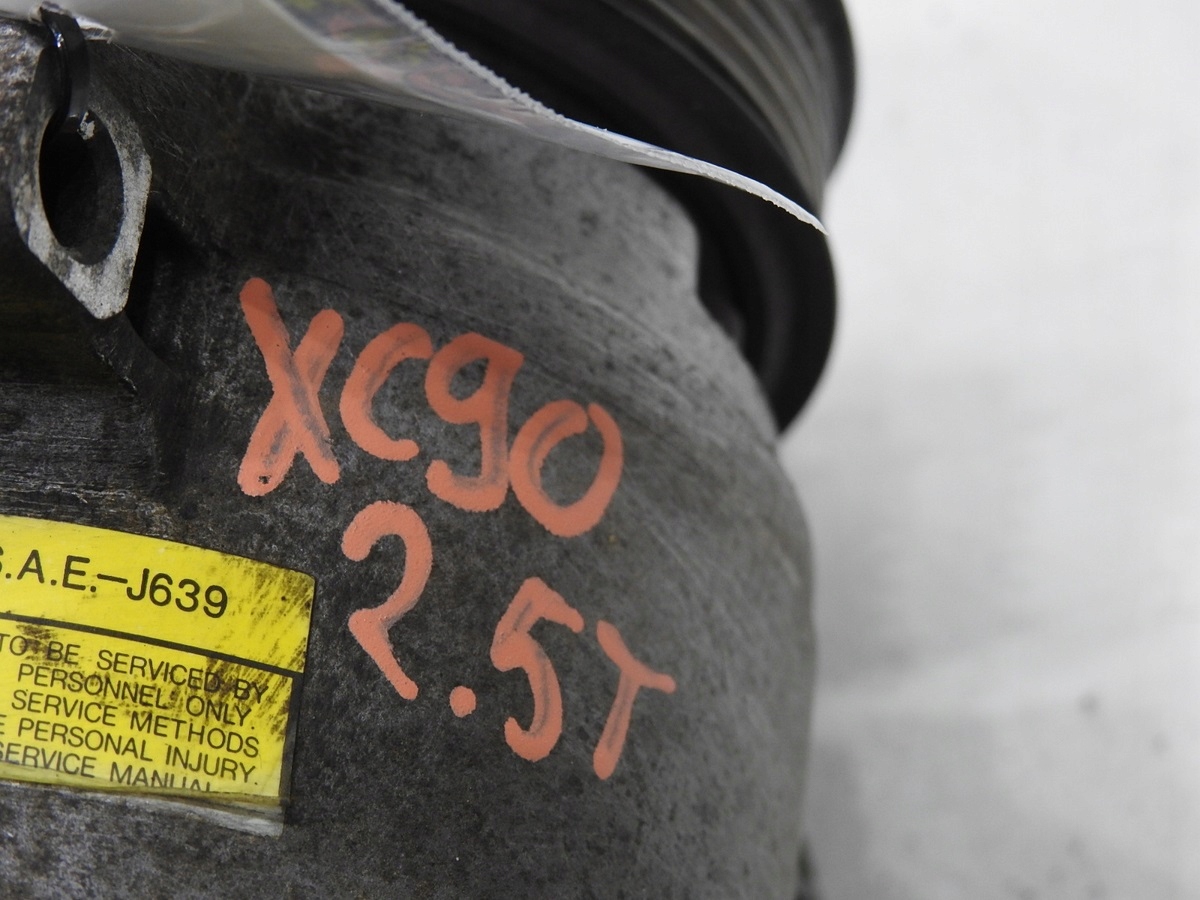 XC90
2.5T
S.A.E.-J639
TO BE SERVICED BY
PERSONNEL ONLY.
SERVICE METHODS
PERSONAL INJURY.
SERVICE MANUAL